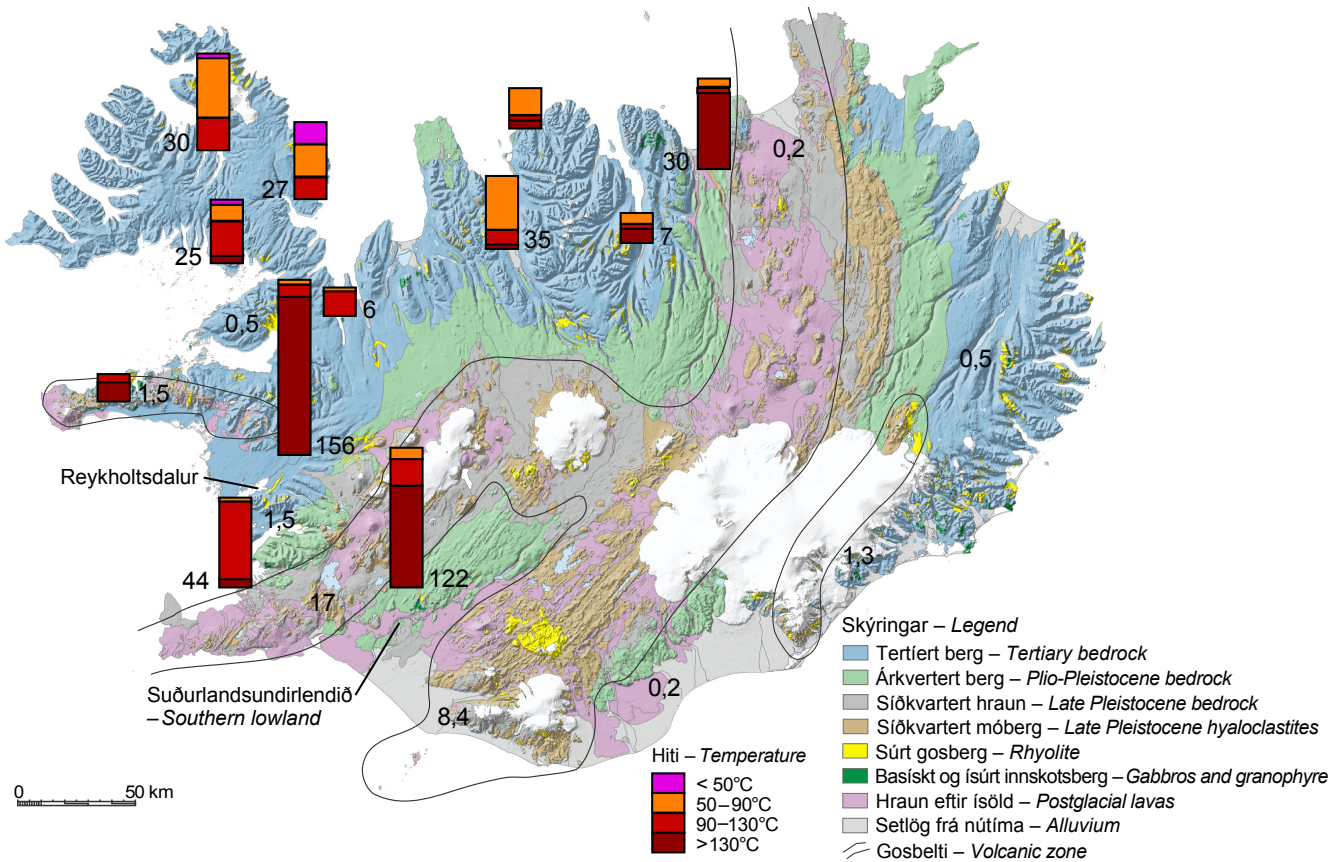 30
0,2
30
27
25
35
7
0,5
6
0,5
1,5
156
Reykholtsdalur
1,5
1,3
44
122
17
Suðurlandsundirlendið
– Southern lowland
0,2
8,4
Skýringar – Legend
Tertíert berg – Tertiary bedrock
Árkvertert berg – Plio-Pleistocene bedrock
Síðkvartert hraun – Late Pleistocene bedrock
Síðkvartert móberg – Late Pleistocene hyaloclastites
Súrt gosberg – Rhyolite
Basískt og ísúrt innskotsberg – Gabbros and granophyre
Hraun eftir ísöld – Postglacial lavas
Setlög frá nútíma – Alluvium
Gosbelti – Volcanic zone
Hiti – Temperature
< 50°C
50–90°C
90–130°C
>130°C
0 50 km